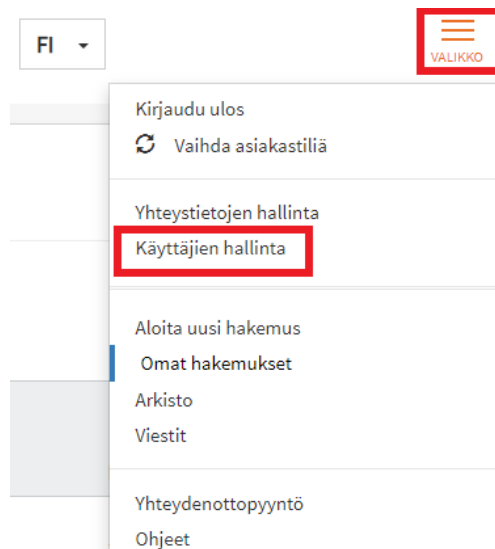 FI
VALIKKO
Kirjaudu ulos
Vaihda asiakastiliä
Yhteystietojen hallinta
Käyttäjien hallinta
Aloita uusi hakemus
Omat hakemukset
Arkisto
Viestit
Yhteydenottopyyntö
Ohjeet